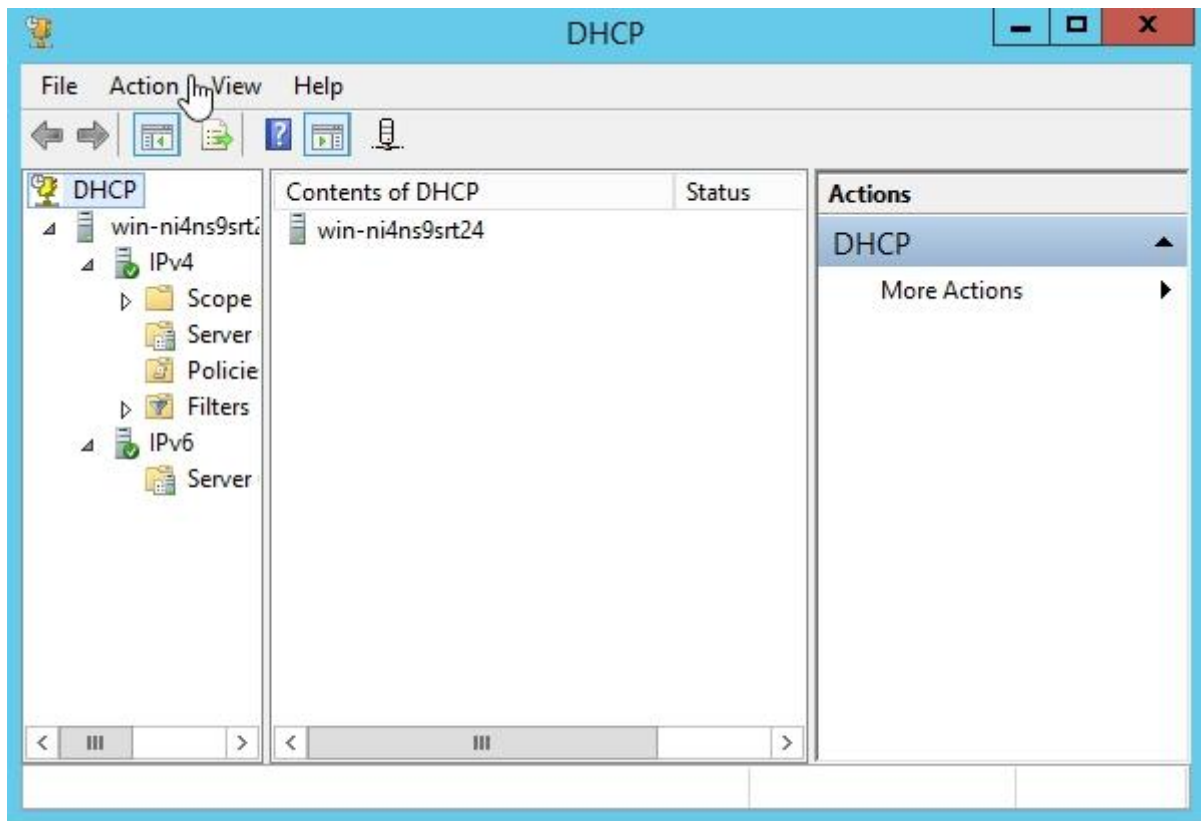 DHCP
File Action View Help
DHCP
win-ni4ns9srt2
IPv4
Scope
Server
Policie
Filters
IPv6
Server
Contents of DHCP Status
win-ni4ns9srt24
Actions
DHCP
More Actions